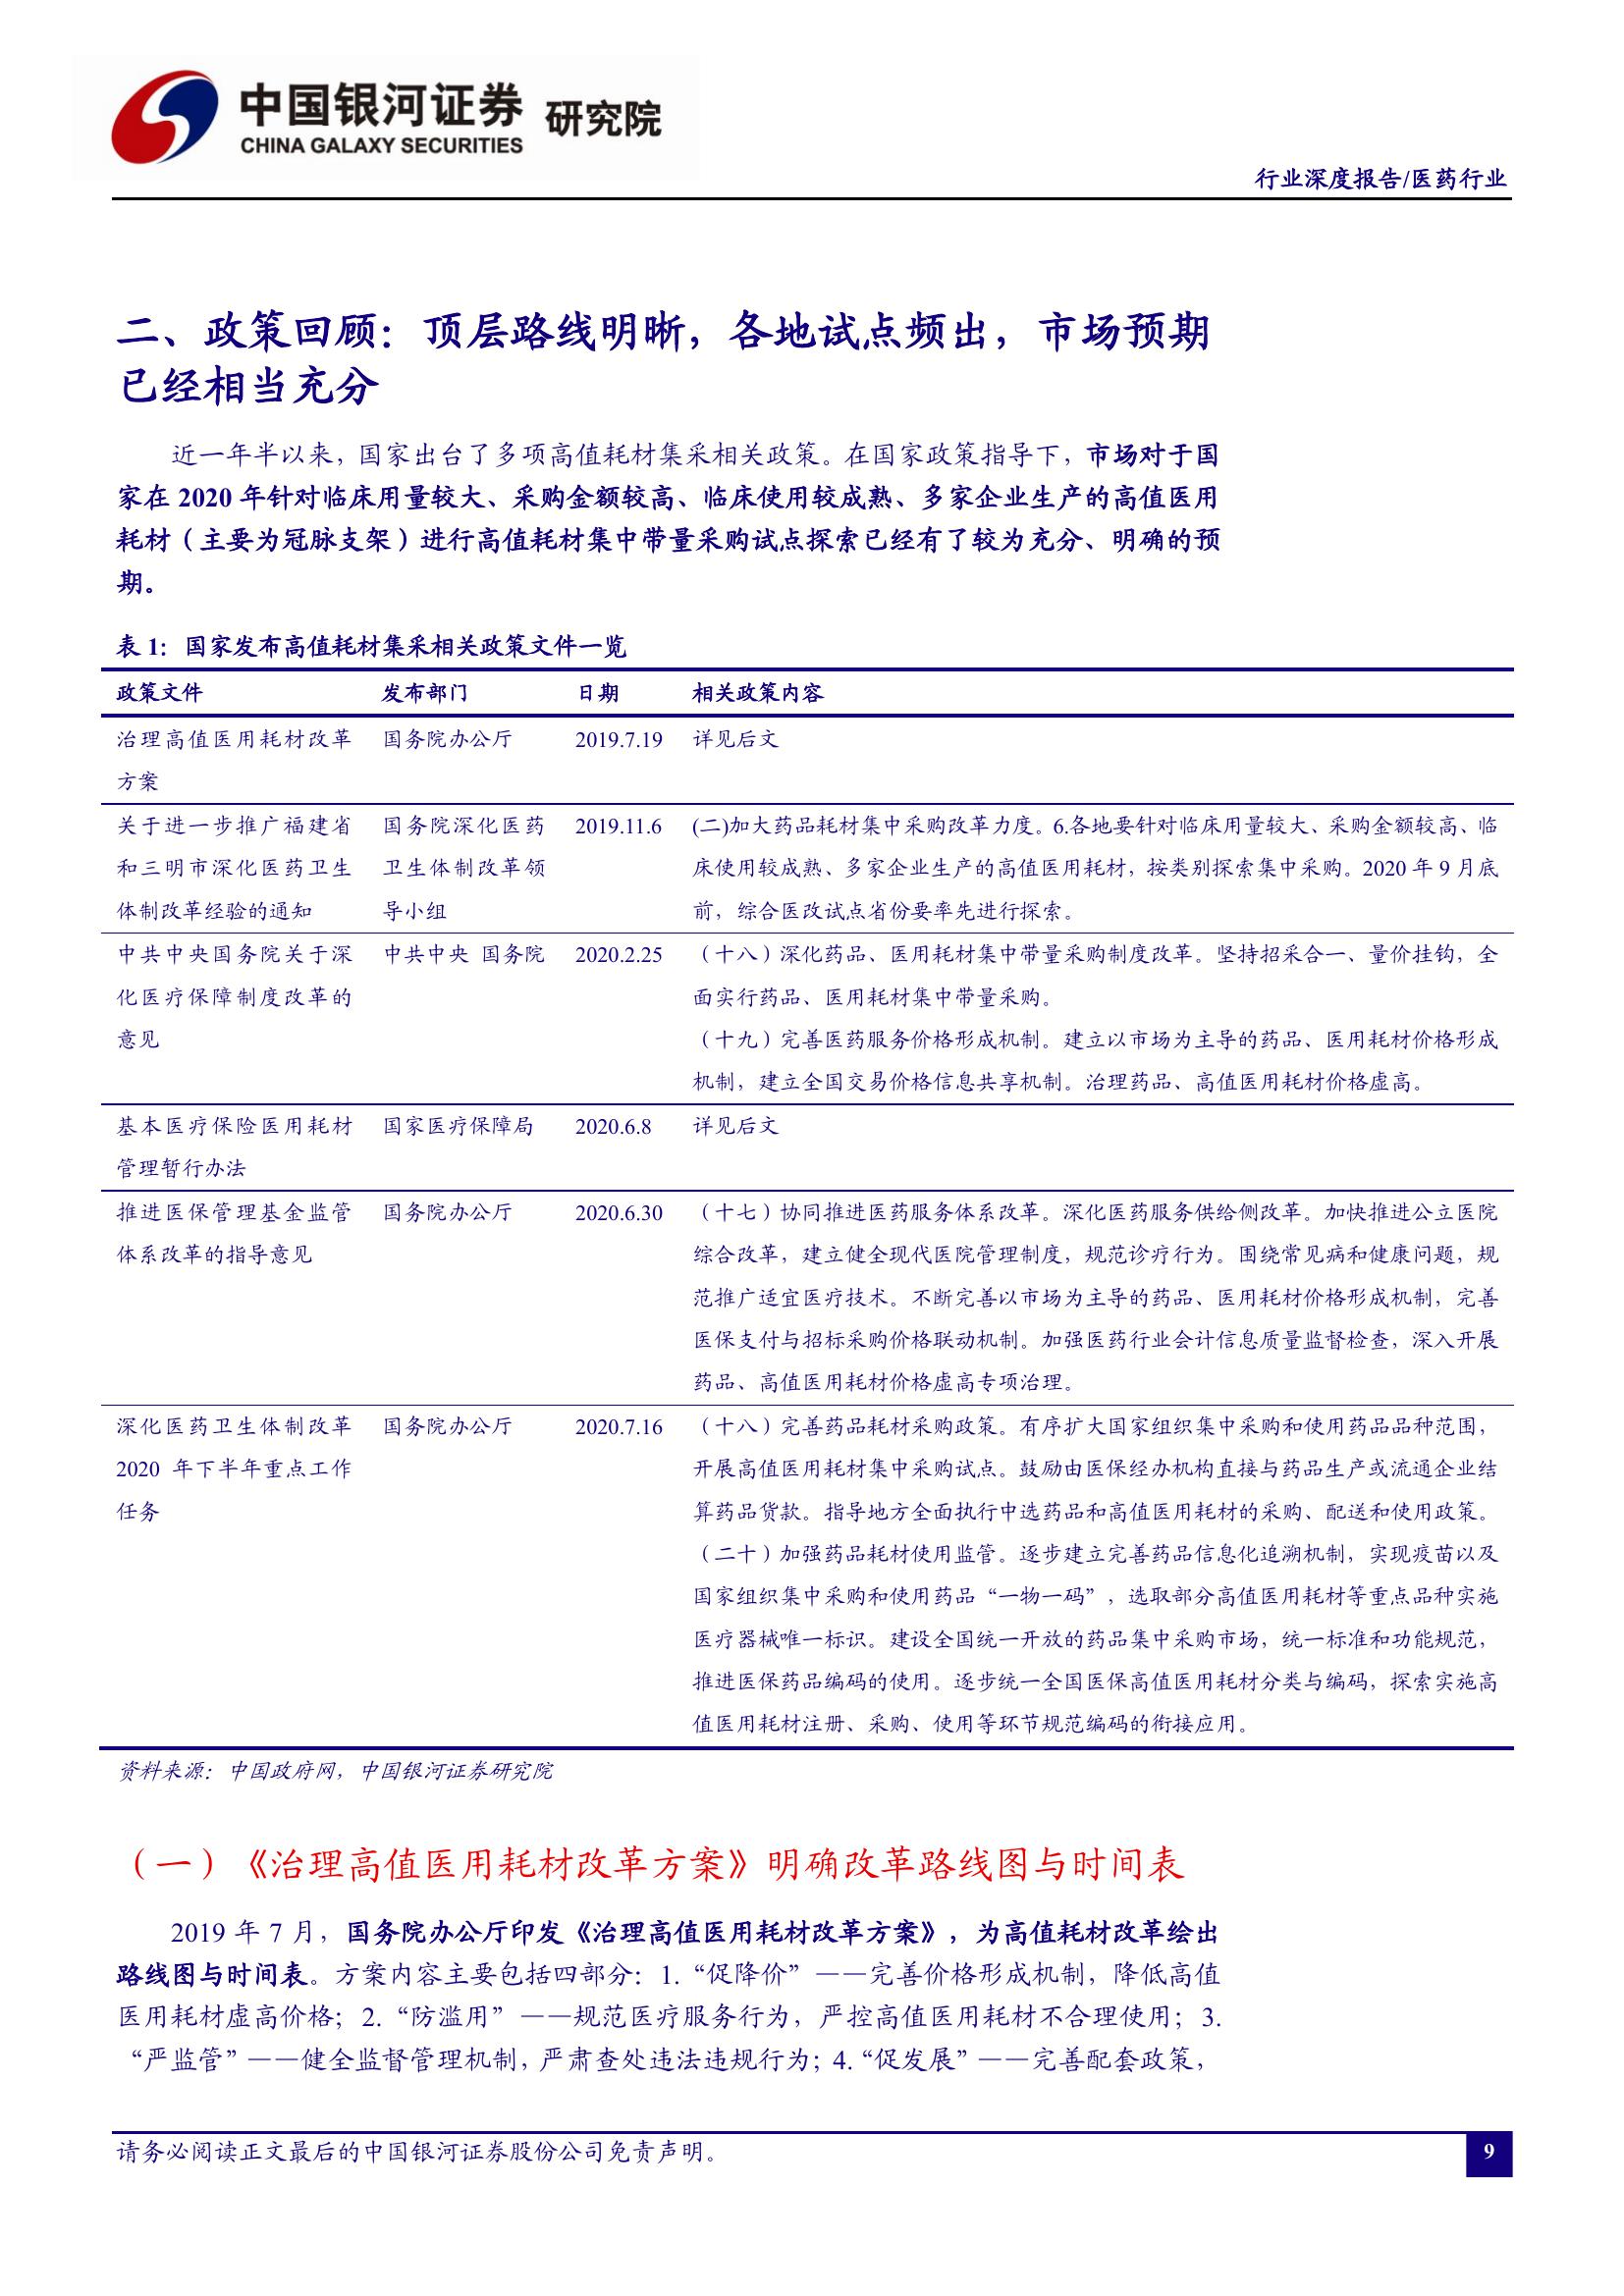 中国银河证券 研究院
CHINA GALAXY SECURITIES
行业深度报告/医药行业
二、政策回顾：顶层路线明晰，各地试点频出，市场预期
已经相当充分
近一年半以来，国家出台了多项高值耗材集采相关政策。在国家政策指导下，市场对于国
家在 2020 年针对临床用量较大、采购金额较高、临床使用较成熟、多家企业生产的高值医用
耗材（主要为冠脉支架）进行高值耗材集中带量采购试点探索已经有了较为充分、明确的预
期。
表 1：国家发布高值耗材集采相关政策文件一览
政策文件 发布部门 日期 相关政策内容
治理高值医用耗材改革 国务院办公厅 2019.7.19 详见后文
方案
关于进一步推广福建省 国务院深化医药 2019.11.6 (二)加大药品耗材集中采购改革力度。6.各地要针对临床用量较大、采购金额较高、临
和三明市深化医药卫生 卫生体制改革领 床使用较成熟、多家企业生产的高值医用耗材，按类别探索集中采购。2020 年 9 月底
体制改革经验的通知 导小组 前，综合医改试点省份要率先进行探索。
中共中央国务院关于深 中共中央 国务院 2020.2.25 （十八）深化药品、医用耗材集中带量采购制度改革。坚持招采合一、量价挂钩，全
化医疗保障制度改革的 面实行药品、医用耗材集中带量采购。
意见 （十九）完善医药服务价格形成机制。建立以市场为主导的药品、医用耗材价格形成
机制，建立全国交易价格信息共享机制。治理药品、高值医用耗材价格虚高。
基本医疗保险医用耗材 国家医疗保障局 2020.6.8 详见后文
管理暂行办法
推进医保管理基金监管 国务院办公厅 2020.6.30 （十七）协同推进医药服务体系改革。深化医药服务供给侧改革。加快推进公立医院
体系改革的指导意见 综合改革，建立健全现代医院管理制度，规范诊疗行为。围绕常见病和健康问题，规
范推广适宜医疗技术。不断完善以市场为主导的药品、医用耗材价格形成机制，完善
医保支付与招标采购价格联动机制。加强医药行业会计信息质量监督检查，深入开展
药品、高值医用耗材价格虚高专项治理。
深化医药卫生体制改革 国务院办公厅 2020.7.16 （十八）完善药品耗材采购政策。有序扩大国家组织集中采购和使用药品品种范围，
2020 年下半年重点工作 开展高值医用耗材集中采购试点。鼓励由医保经办机构直接与药品生产或流通企业结
任务 算药品货款。指导地方全面执行中选药品和高值医用耗材的采购、配送和使用政策。
（二十）加强药品耗材使用监管。逐步建立完善药品信息化追溯机制，实现疫苗以及
国家组织集中采购和使用药品“一物一码”，选取部分高值医用耗材等重点品种实施
医疗器械唯一标识。建设全国统一开放的药品集中采购市场，统一标准和功能规范，
推进医保药品编码的使用。逐步统一全国医保高值医用耗材分类与编码，探索实施高
值医用耗材注册、采购、使用等环节规范编码的衔接应用。
资料来源：中国政府网，中国银河证券研究院
（一）《治理高值医用耗材改革方案》明确改革路线图与时间表
2019 年 7 月，国务院办公厅印发《治理高值医用耗材改革方案》，为高值耗材改革绘出
路线图与时间表。方案内容主要包括四部分：1.“促降价”——完善价格形成机制，降低高值
医用耗材虚高价格；2.“防滥用”——规范医疗服务行为，严控高值医用耗材不合理使用；3.
“严监管”——健全监督管理机制，严肃查处违法违规行为；4.“促发展”——完善配套政策，
请务必阅读正文最后的中国银河证券股份公司免责声明。
9